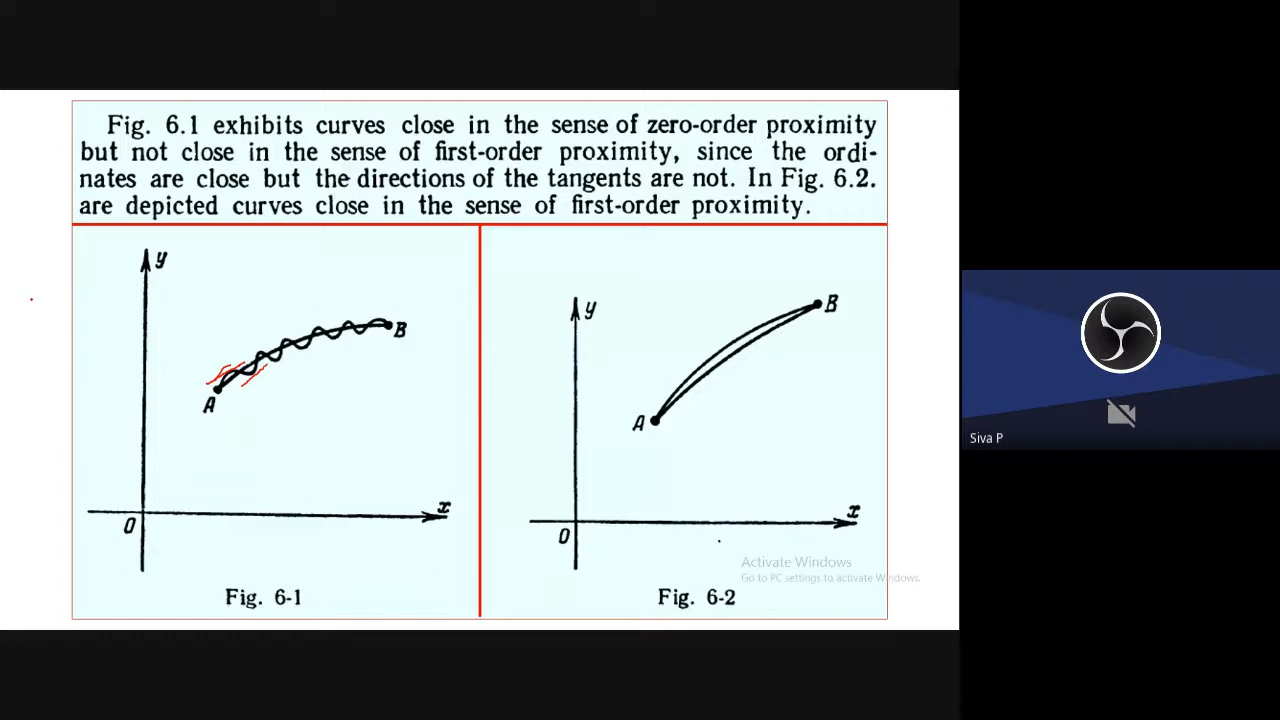 Fig. 6.1 exhibits curves close in the sense of zero-order proximity
but not close in the sense of first-order proximity, since the ordi-
nates are close but the directions of the tangents are not. In Fig. 6.2.
are depicted curves close in the sense of first-order proximity.
y
B
A
O
x
Fig. 6-1
y
B
A
O
x
Fig. 6-2
Activate Windows
Go to PC settings to activate Windows.
Siva P